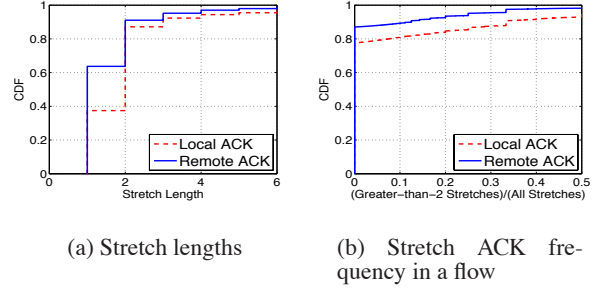 1
0.8
0.6
0.4
0.2
0
CDF
0
2
4
6
Stretch Length
Local ACK
Remote ACK
1
0.8
0.6
0.4
0.2
0
CDF
0
0.1
0.2
0.3
0.4
0.5
(Greater−than−2 Stretches)/(All Stretches)
Local ACK
Remote ACK
(a) Stretch lengths
(b) Stretch ACK fre-
quency in a flow